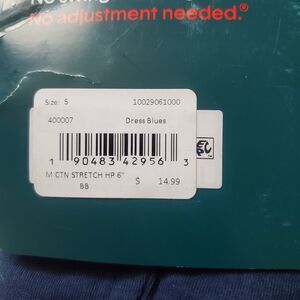 No adjustment needed.®
Size: S 10029061000
400007 Dress Blues
1 90483 42956 3
M CTN STRETCH HP 6"
BB $ 14.99